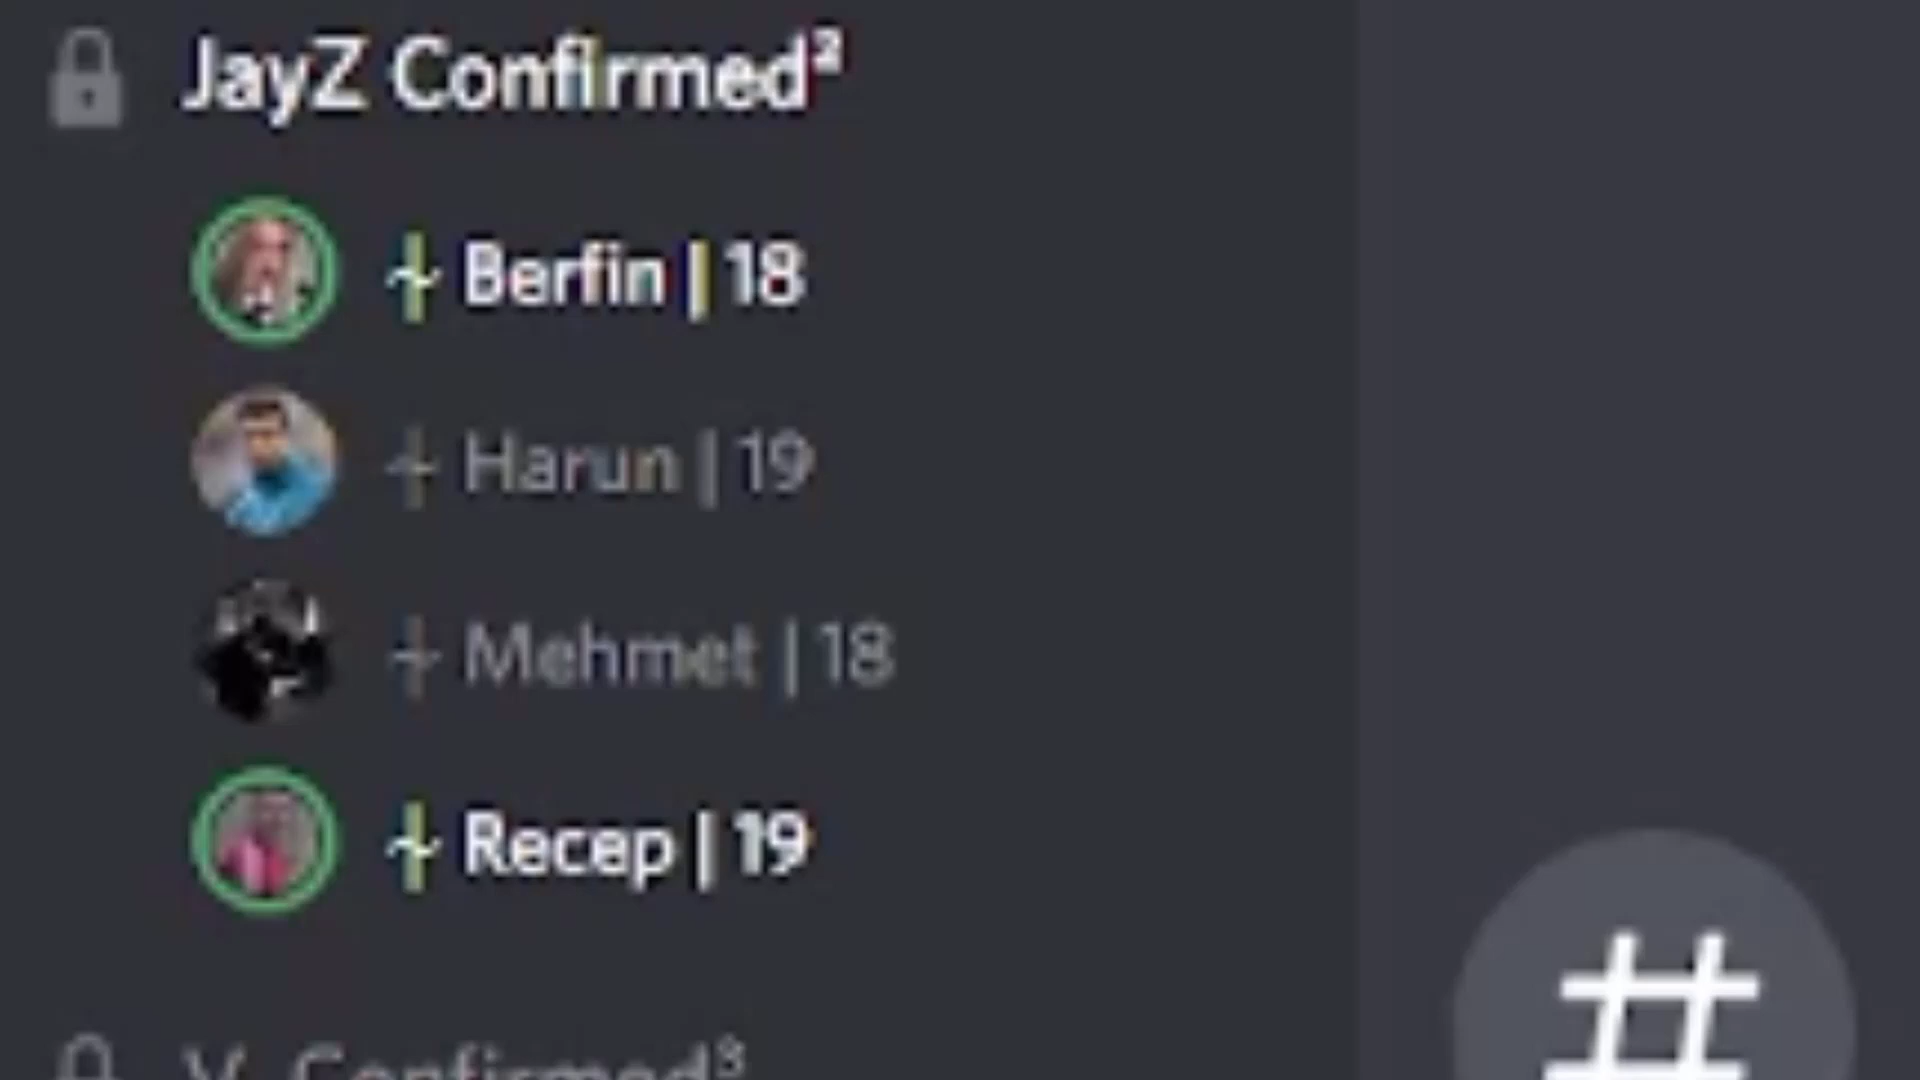 JayZ Confirmed²
Berfin | 18
Harun | 19
Mehmet | 18
Recep | 19
V. Confirmed³
#